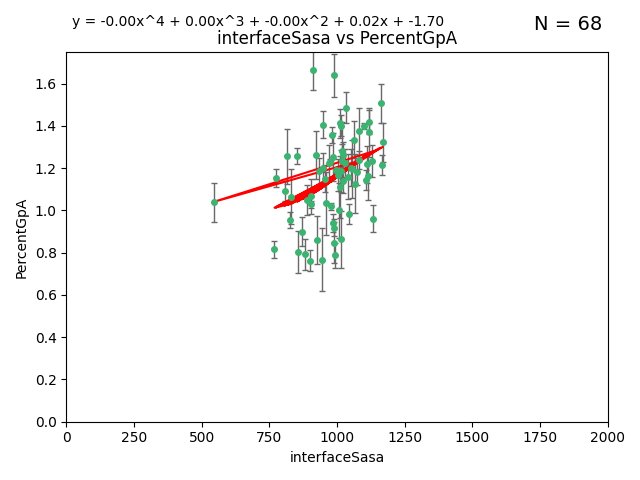 y = -0.00x^4 + 0.00x^3 + -0.00x^2 + 0.02x + -1.70
N = 68
interfaceSasa vs PercentGpA
1.6
1.4
1.2
1.0
0.8
0.6
0.4
0.2
0.0
PercentGpA
0 250 500 750 1000 1250 1500 1750 2000
interfaceSasa